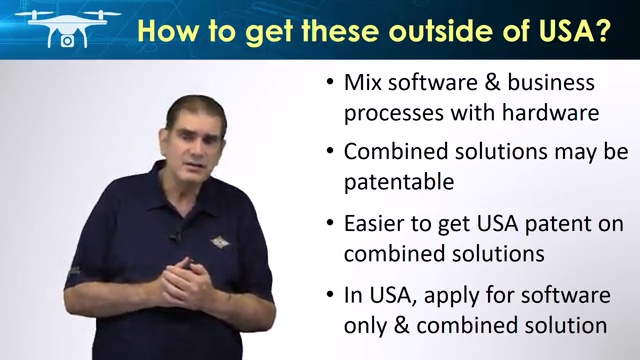 How to get these outside of USA?
• Mix software & business
processes with hardware
• Combined solutions may be
patentable
• Easier to get USA patent on
combined solutions
• In USA, apply for software
only & combined solution